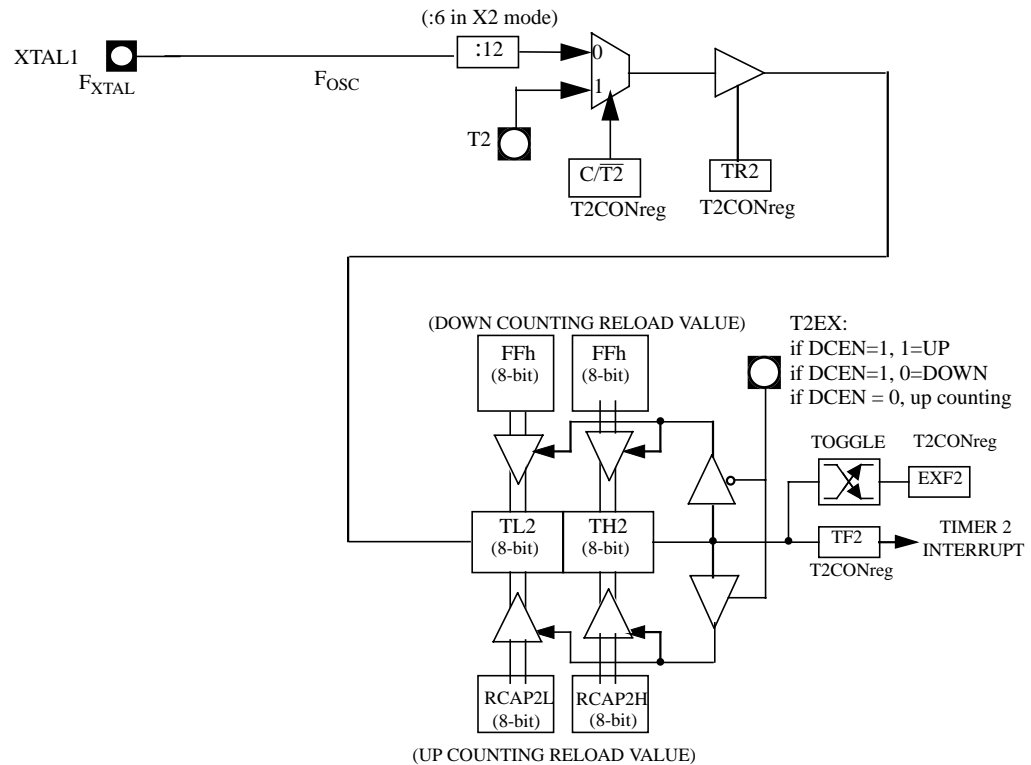 (:6 in X2 mode)
XTAL1
:12
0
FXTAL
FOSC
1
T2
C/T2
TR2
T2CONreg
T2CONreg
(DOWN COUNTING RELOAD VALUE)
T2EX:
if DCEN=1, 1=UP
if DCEN=1, 0=DOWN
if DCEN = 0, up counting
FFh
(8-bit)
FFh
(8-bit)
TOGGLE
T2CONreg
EXF2
TL2
(8-bit)
TH2
(8-bit)
TF2
TIMER 2
INTERRUPT
T2CONreg
RCAP2L
(8-bit)
RCAP2H
(8-bit)
(UP COUNTING RELOAD VALUE)